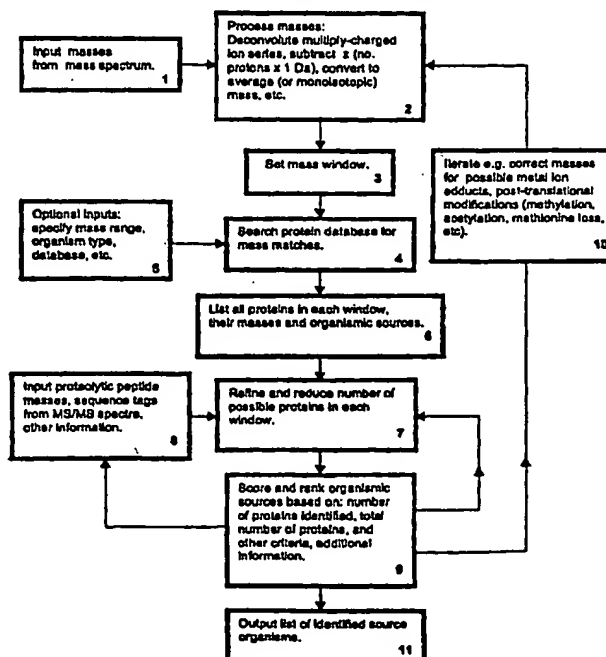 Process masses:
Deconvolute multiply-charged
ion series, subtract z (no.
protons x 1 Da), convert to
average (or monoisotopic)
mass, etc.
2
Input masses
from mass spectrum.
1
Set mass window.
3
Iterate e.g. correct masses
for possible metal ion
adducts, post-translational
modifications (methylation,
acetylation, methionine loss,
etc).
10
Optional inputs:
specify mass range,
organism type,
database, etc.
5
Search protein database for
mass matches.
4
List all proteins in each window,
their masses and organismic sources.
6
Input proteolytic peptide
masses, sequence tags
from MS/MS spectra,
other information.
8
Refine and reduce number of
possible proteins in each
window.
7
Score and rank organismic
sources based on: number
of proteins identified, total
number of proteins, and
other criteria, additional
information.
9
Output list of identified source
organisms.
11